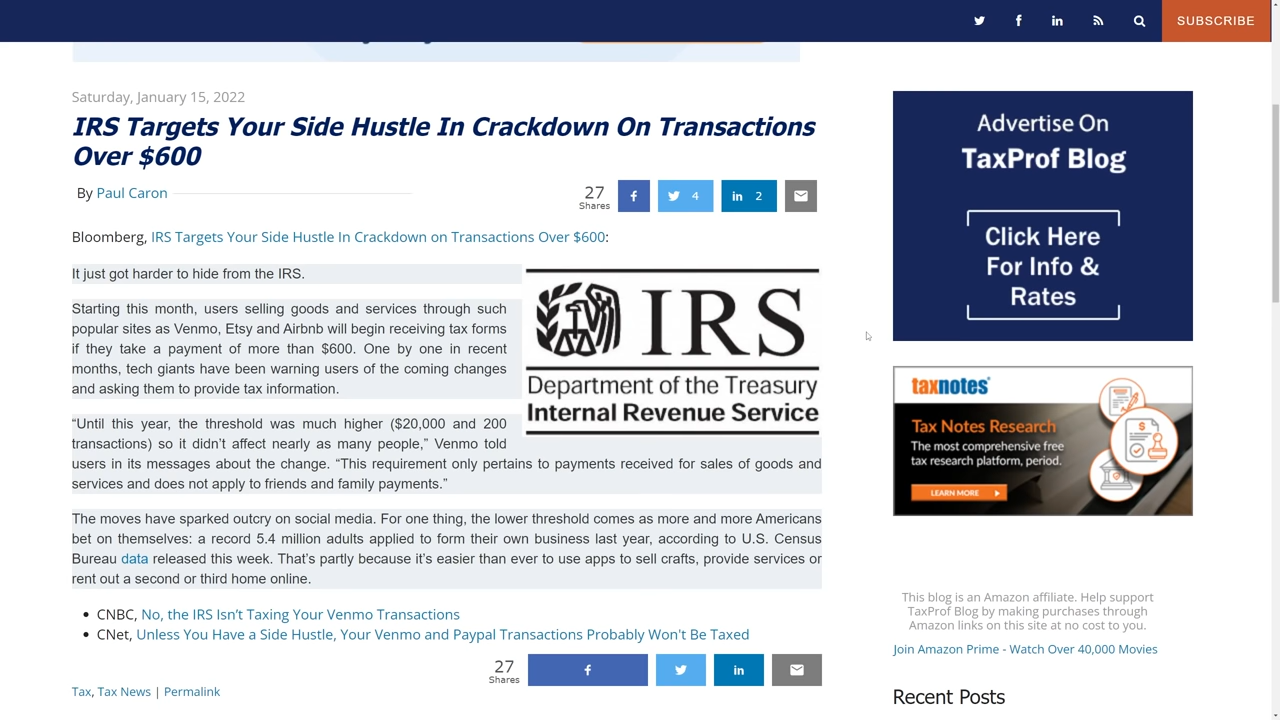 SUBSCRIBE
Saturday, January 15, 2022
IRS Targets Your Side Hustle In Crackdown On Transactions
Over $600
By Paul Caron
27
Shares
4
2
Bloomberg, IRS Targets Your Side Hustle In Crackdown on Transactions Over $600:
It just got harder to hide from the IRS.
Starting this month, users selling goods and services through such
popular sites as Venmo, Etsy and Airbnb will begin receiving tax forms
if they take a payment of more than $600. One by one in recent
months, tech giants have been warning users of the coming changes
and asking them to provide tax information.
IRS
Department of the Treasury
Internal Revenue Service
“Until this year, the threshold was much higher ($20,000 and 200
transactions) so it didn’t affect nearly as many people,” Venmo told
users in its messages about the change. “This requirement only pertains to payments received for sales of goods and
services and does not apply to friends and family payments.”
The moves have sparked outcry on social media. For one thing, the lower threshold comes as more and more Americans
bet on themselves: a record 5.4 million adults applied to form their own business last year, according to U.S. Census
Bureau data released this week. That’s partly because it’s easier than ever to use apps to sell crafts, provide services or
rent out a second or third home online.
• CNBC, No, the IRS Isn’t Taxing Your Venmo Transactions
• CNet, Unless You Have a Side Hustle, Your Venmo and Paypal Transactions Probably Won't Be Taxed
27
Shares
Tax, Tax News | Permalink
Advertise On
TaxProf Blog
Click Here
For Info &
Rates
taxnotes
Tax Notes Research
The most comprehensive free
tax research platform, period.
LEARN MORE
This blog is an Amazon affiliate. Help support
TaxProf Blog by making purchases through
Amazon links on this site at no cost to you.
Join Amazon Prime - Watch Over 40,000 Movies
Recent Posts